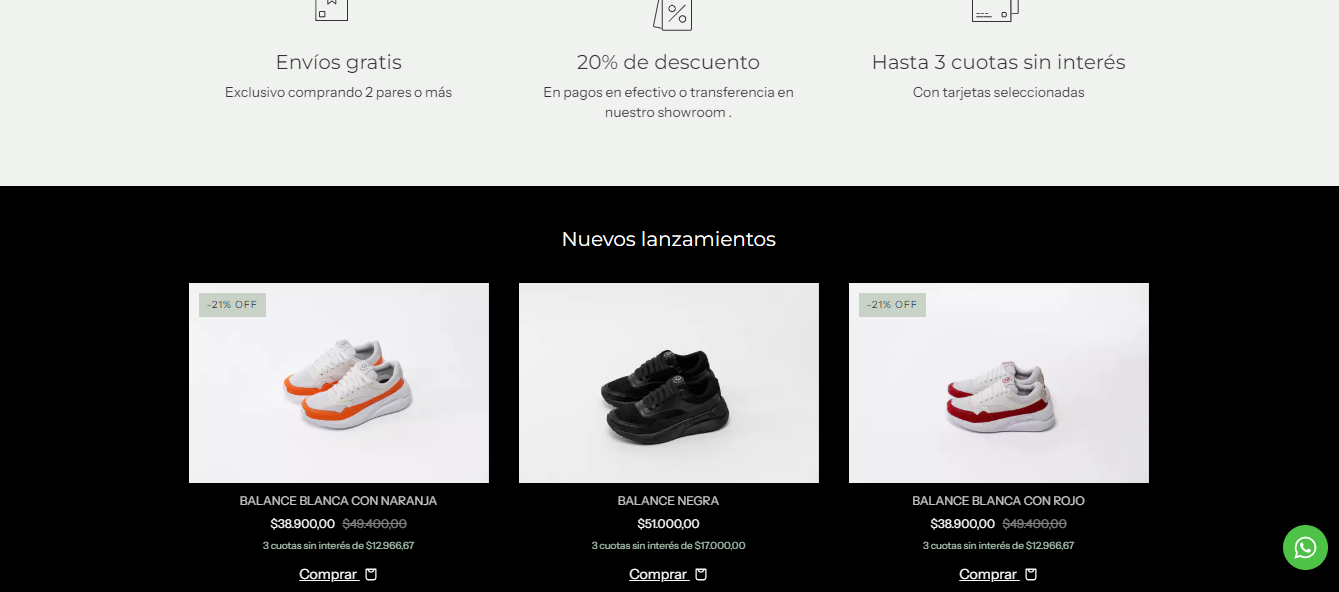 Envíos gratis
Exclusivo comprando 2 pares o más
20% de descuento
En pagos en efectivo o transferencia en
nuestro showroom .
Hasta 3 cuotas sin interés
Con tarjetas seleccionadas
Nuevos lanzamientos
-21% OFF
BALANCE BLANCA CON NARANJA
$38.900,00 $49.400,00
3 cuotas sin interés de $12.966,67
Comprar
BALANCE NEGRA
$51.000,00
3 cuotas sin interés de $17.000,00
Comprar
-21% OFF
BALANCE BLANCA CON ROJO
$38.900,00 $49.400,00
3 cuotas sin interés de $12.966,67
Comprar